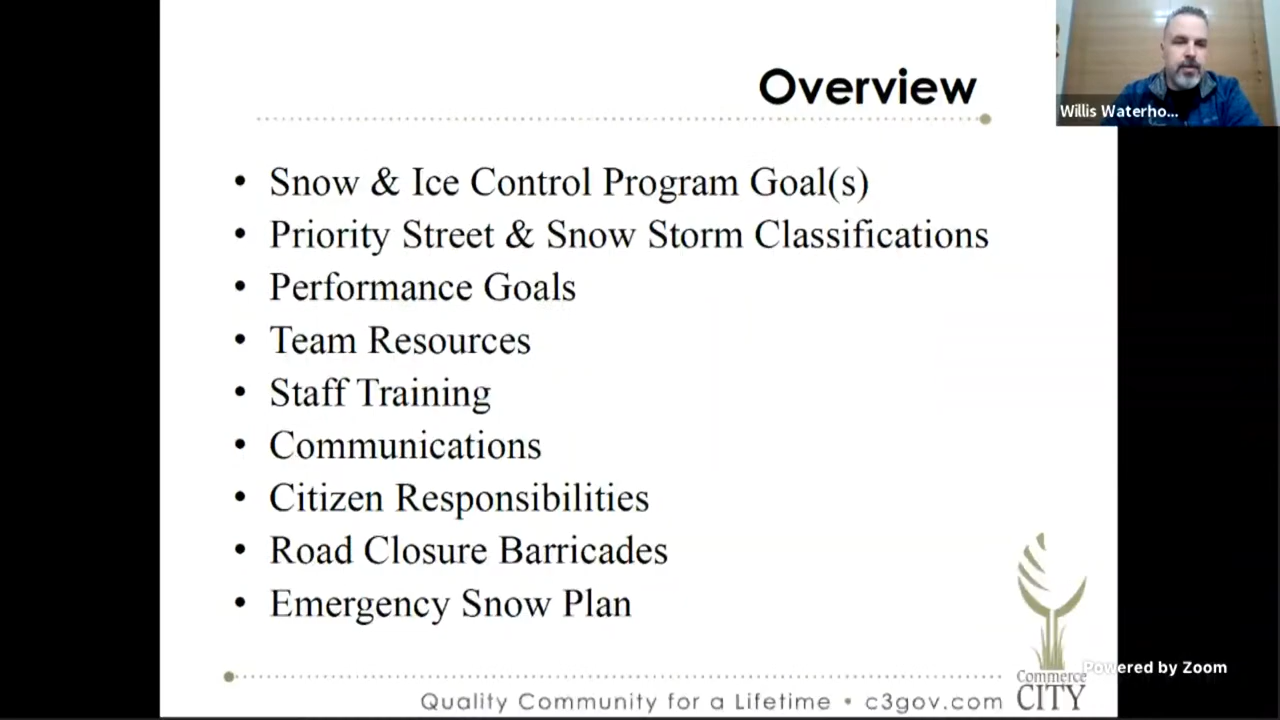 Overview
Willis Waterho...
• Snow & Ice Control Program Goal(s)
• Priority Street & Snow Storm Classifications
• Performance Goals
• Team Resources
• Staff Training
• Communications
• Citizen Responsibilities
• Road Closure Barricades
• Emergency Snow Plan
Powered by Zoom
Commerce
CITY
Quality Community for a Lifetime • c3gov.com